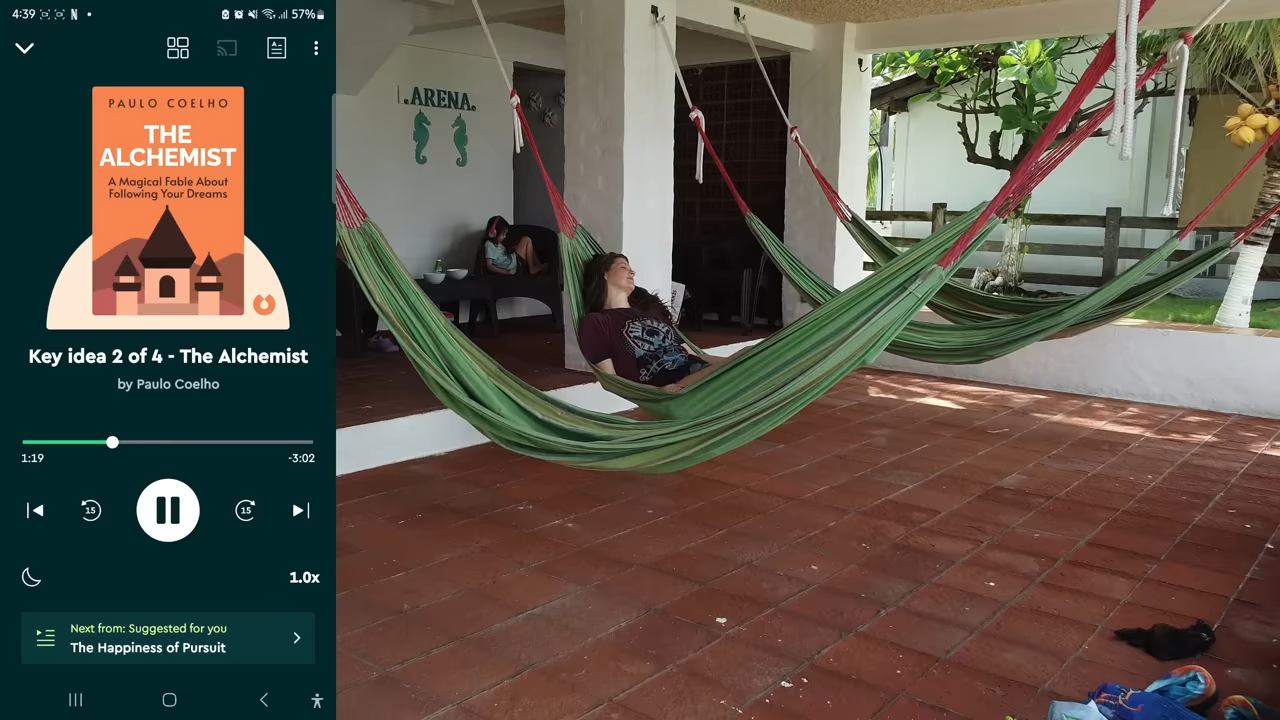 4:39
57%
PAULO COELHO
THE
ALCHEMIST
A Magical Fable About
Following Your Dreams
Key idea 2 of 4 - The Alchemist
by Paulo Coelho
1:19
-3:02
15
15
1.0x
Next from: Suggested for you
The Happiness of Pursuit
ARENA